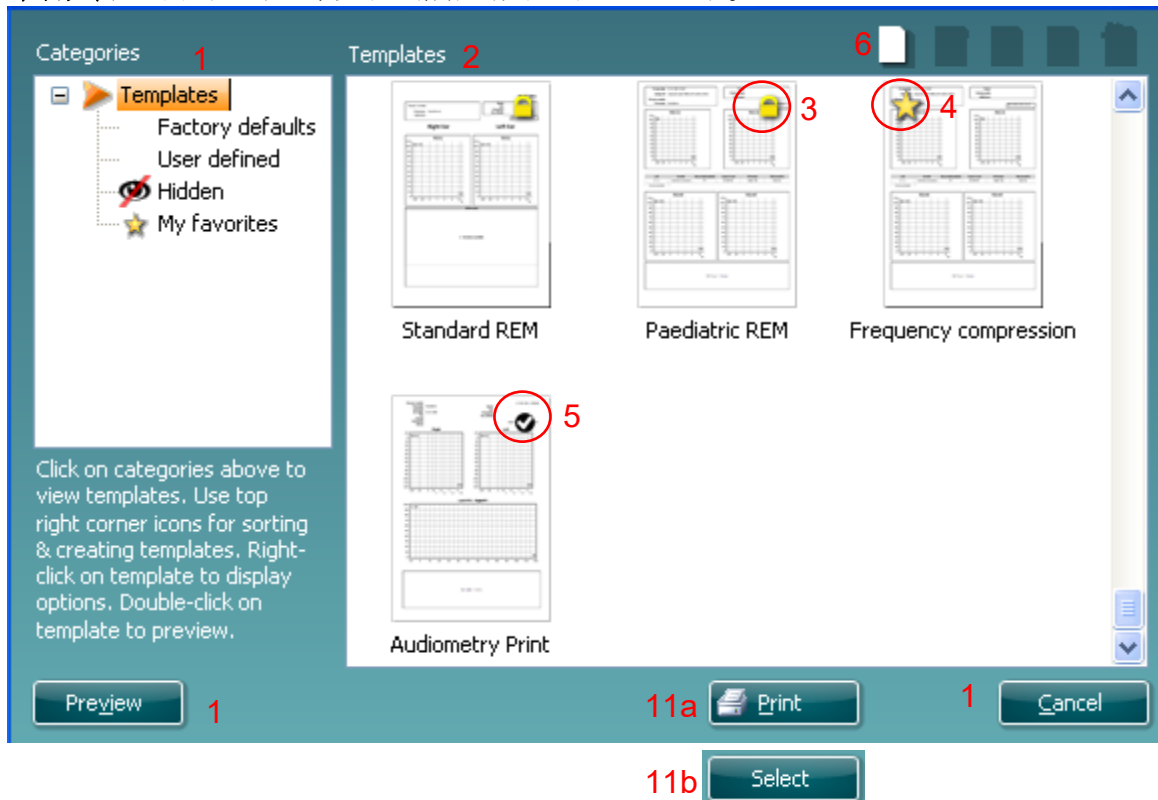 Categories 1
Templates 2
6
Templates
Factory defaults
User defined
Hidden
My favorites
3
4
Standard REM
Paediatric REM
Frequency compression
5
Audiometry Print
Click on categories above to
view templates. Use top
right corner icons for sorting
& creating templates. Right-
click on template to display
options. Double-click on
template to preview.
Preview 1
11a Print
1 Cancel
11b Select